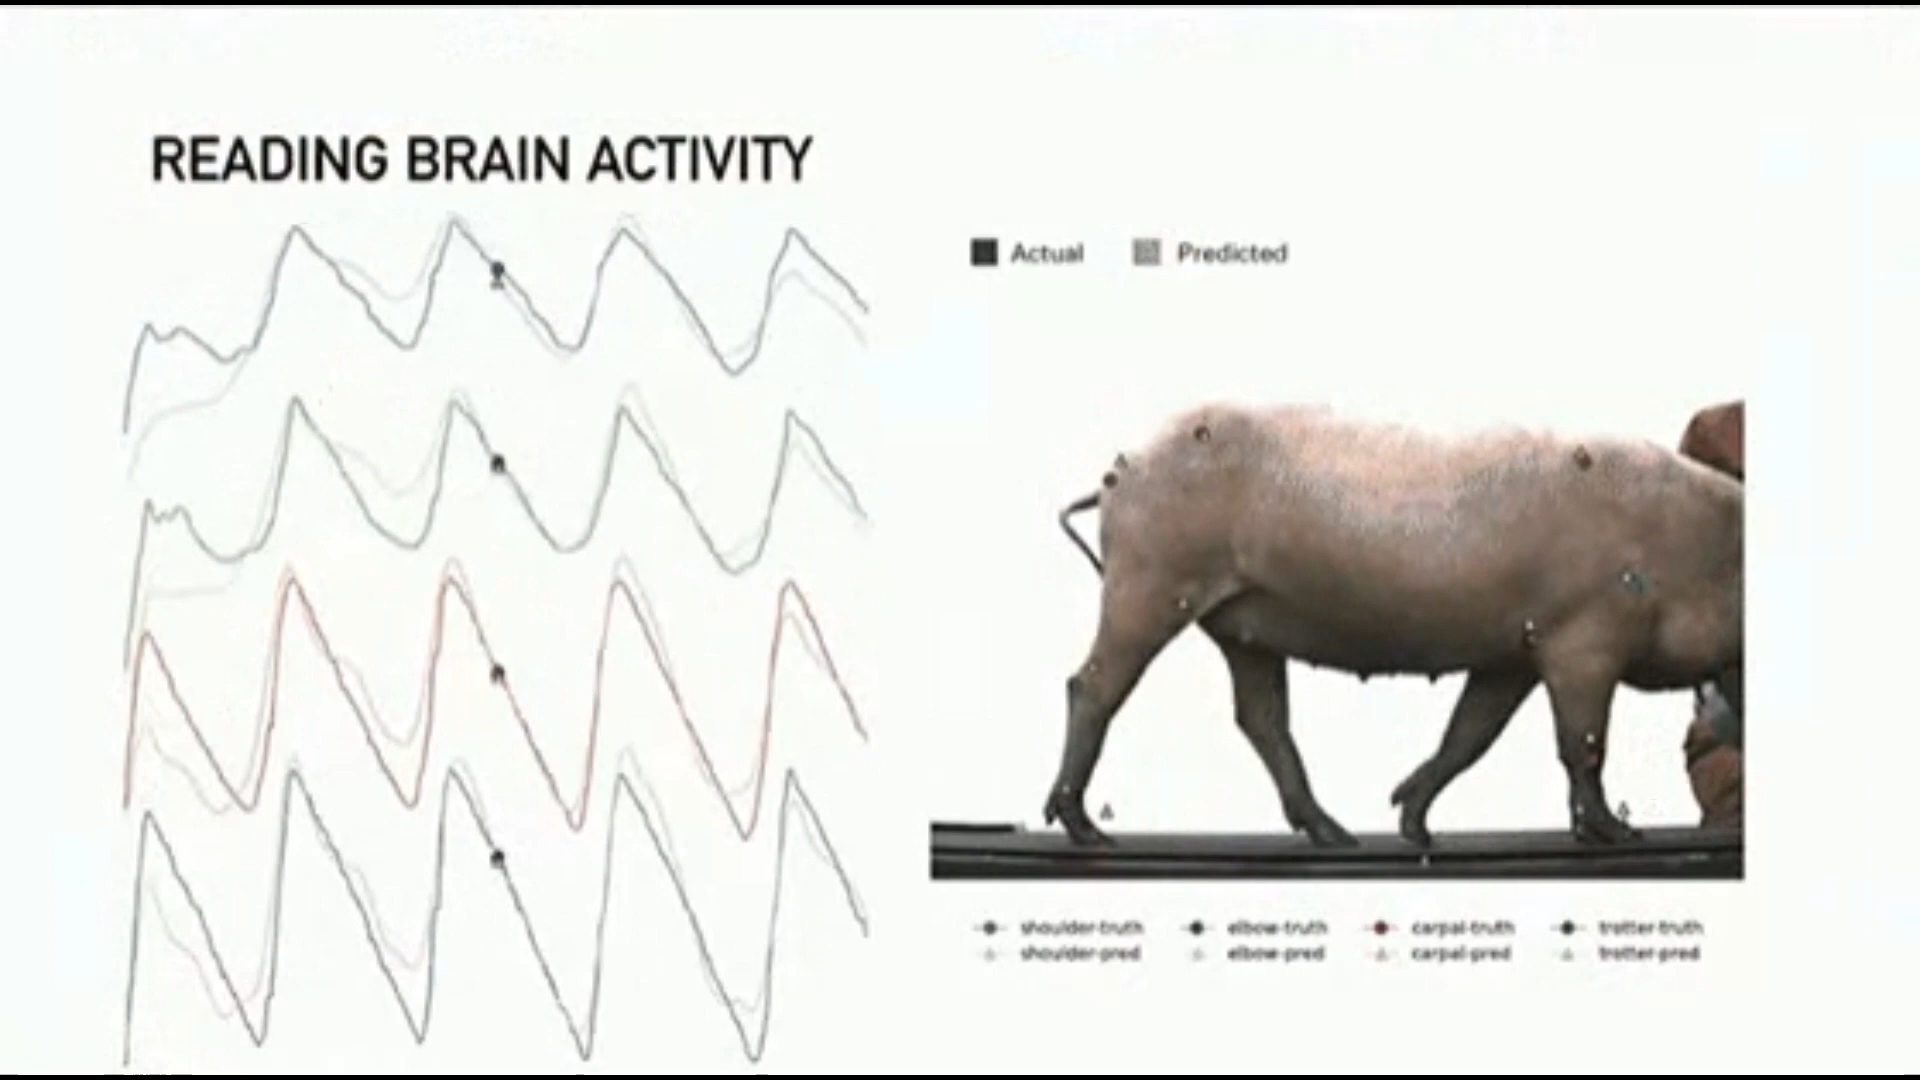 READING BRAIN ACTIVITY
Actual Predicted
shoulder-truth elbow-truth carpal-truth trotter-truth
shoulder-pred elbow-pred carpal-pred trotter-pred